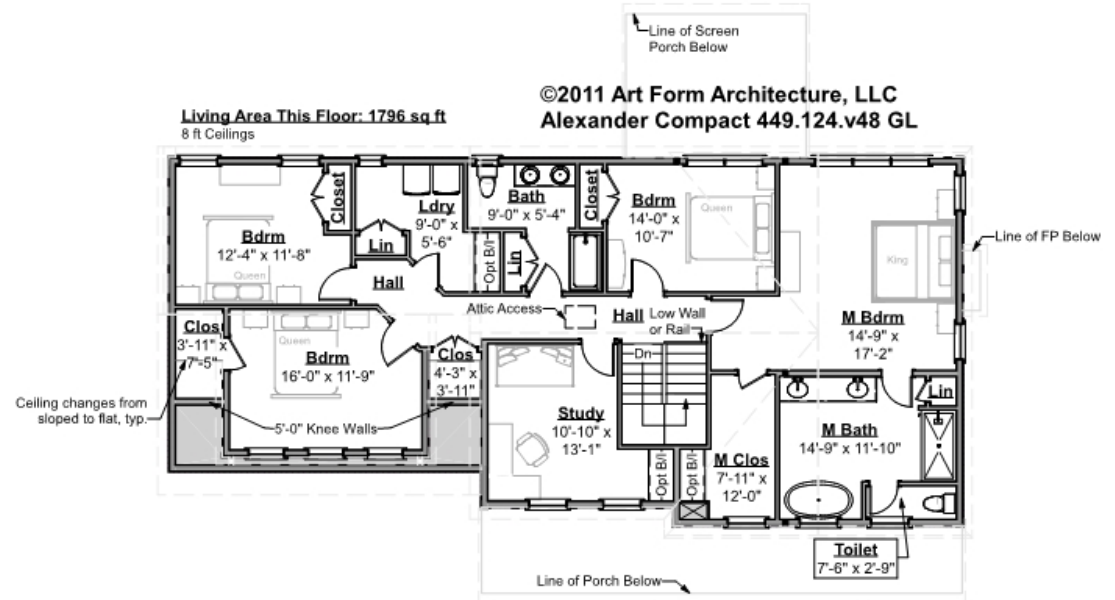 Line of Screen
Porch Below
©2011 Art Form Architecture, LLC
Alexander Compact 449.124.v48 GL
Living Area This Floor: 1796 sq ft
8 ft Ceilings
Closet
Ldry
9'-0" x
5'-6"
Lin
Bath
9'-0" x 5'-4"
Closet
Bdrm
14'-0" x
10'-7"
Queen
Bdrm
12'-4" x 11'-8"
Queen
Opt B/I
Lin
King
Line of FP Below
Hall
Attic Access
Hall
Low Wall
or Rail
M Bdrm
14'-9" x
17'-2"
Clos
3'-11" x
7'-5"
Queen
Bdrm
16'-0" x 11'-9"
Clos
4'-3" x
3'-11"
Dn
Lin
Ceiling changes from
sloped to flat, typ.
5'-0" Knee Walls
Study
10'-10" x
13'-1"
Opt B/I
Opt B/I
M Clos
7'-11" x
12'-0"
M Bath
14'-9" x 11'-10"
Toilet
7'-6" x 2'-9"
Line of Porch Below